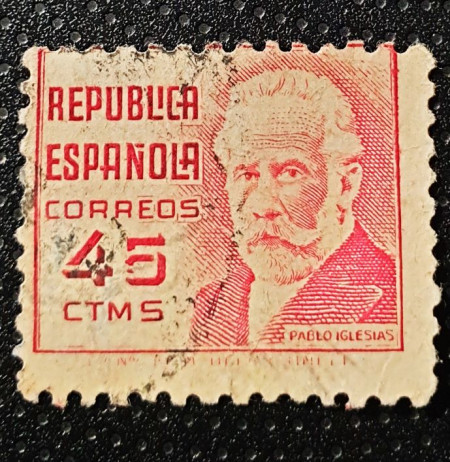 REPUBLICA
ESPAÑOLA
CORREOS
45
CTMS
PABLO IGLESIAS